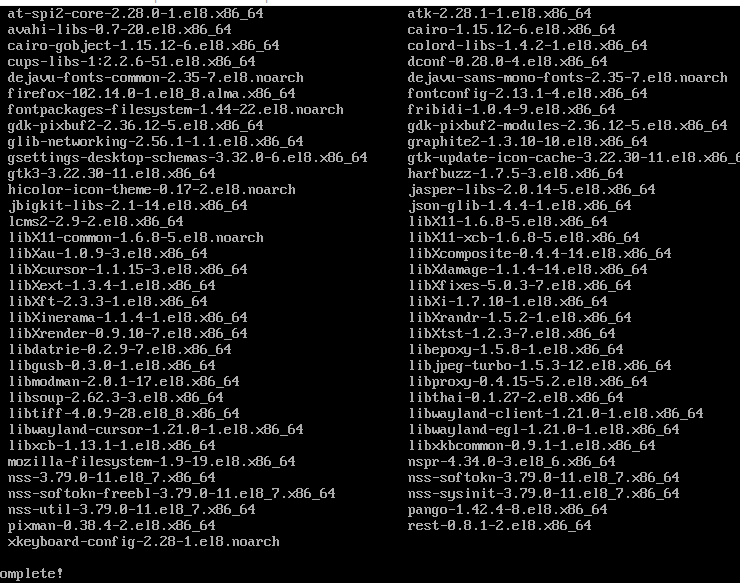 at-spi2-core-2.28.0-1.el8.x86_64 atk-2.28.1-1.el8.x86_64
avahi-libs-0.7-20.el8.x86_64 cairo-1.15.12-6.el8.x86_64
cairo-gobject-1.15.12-6.el8.x86_64 colord-libs-1.4.2-1.el8.x86_64
cups-libs-1:2.2.6-51.el8.x86_64 dconf-0.28.0-4.el8.x86_64
dejavu-fonts-common-2.35-7.el8.noarch dejavu-sans-mono-fonts-2.35-7.el8.noarch
firefox-102.14.0-1.el8_8.alma.x86_64 fontconfig-2.13.1-4.el8.x86_64
fontpackages-filesystem-1.44-22.el8.noarch fribidi-1.0.4-9.el8.x86_64
gdk-pixbuf2-2.36.12-5.el8.x86_64 gdk-pixbuf2-modules-2.36.12-5.el8.x86_64
glib-networking-2.56.1-1.1.el8.x86_64 graphite2-1.3.10-10.el8.x86_64
gsettings-desktop-schemas-3.32.0-6.el8.x86_64 gtk-update-icon-cache-3.22.30-11.el8.x86_6
gtk3-3.22.30-11.el8.x86_64 harfbuzz-1.7.5-3.el8.x86_64
hicolor-icon-theme-0.17-2.el8.noarch jasper-libs-2.0.14-5.el8.x86_64
jbigkit-libs-2.1-14.el8.x86_64 json-glib-1.4.4-1.el8.x86_64
lcms2-2.9-2.el8.x86_64 libX11-1.6.8-5.el8.x86_64
libX11-common-1.6.8-5.el8.noarch libX11-xcb-1.6.8-5.el8.x86_64
libXau-1.0.9-3.el8.x86_64 libXcomposite-0.4.4-14.el8.x86_64
libXcursor-1.1.15-3.el8.x86_64 libXdamage-1.1.4-14.el8.x86_64
libXext-1.3.4-1.el8.x86_64 libXfixes-5.0.3-7.el8.x86_64
libXft-2.3.3-1.el8.x86_64 libXi-1.7.10-1.el8.x86_64
libXinerama-1.1.4-1.el8.x86_64 libXrandr-1.5.2-1.el8.x86_64
libXrender-0.9.10-7.el8.x86_64 libXtst-1.2.3-7.el8.x86_64
libdatrie-0.2.9-7.el8.x86_64 libepoxy-1.5.8-1.el8.x86_64
libgusb-0.3.0-1.el8.x86_64 libjpeg-turbo-1.5.3-12.el8.x86_64
libmodman-2.0.1-17.el8.x86_64 libproxy-0.4.15-5.2.el8.x86_64
libsoup-2.62.3-3.el8.x86_64 libthai-0.1.27-2.el8.x86_64
libtiff-4.0.9-28.el8_8.x86_64 libwayland-client-1.21.0-1.el8.x86_64
libwayland-cursor-1.21.0-1.el8.x86_64 libwayland-egl-1.21.0-1.el8.x86_64
libxcb-1.13.1-1.el8.x86_64 libxkbcommon-0.9.1-1.el8.x86_64
mozilla-filesystem-1.9-19.el8.x86_64 nspr-4.34.0-3.el8_6.x86_64
nss-3.79.0-11.el8_7.x86_64 nss-softokn-3.79.0-11.el8_7.x86_64
nss-softokn-freebl-3.79.0-11.el8_7.x86_64 nss-sysinit-3.79.0-11.el8_7.x86_64
nss-util-3.79.0-11.el8_7.x86_64 pango-1.42.4-8.el8.x86_64
pixman-0.38.4-2.el8.x86_64 rest-0.8.1-2.el8.x86_64
xkeyboard-config-2.28-1.el8.noarch
omplete!